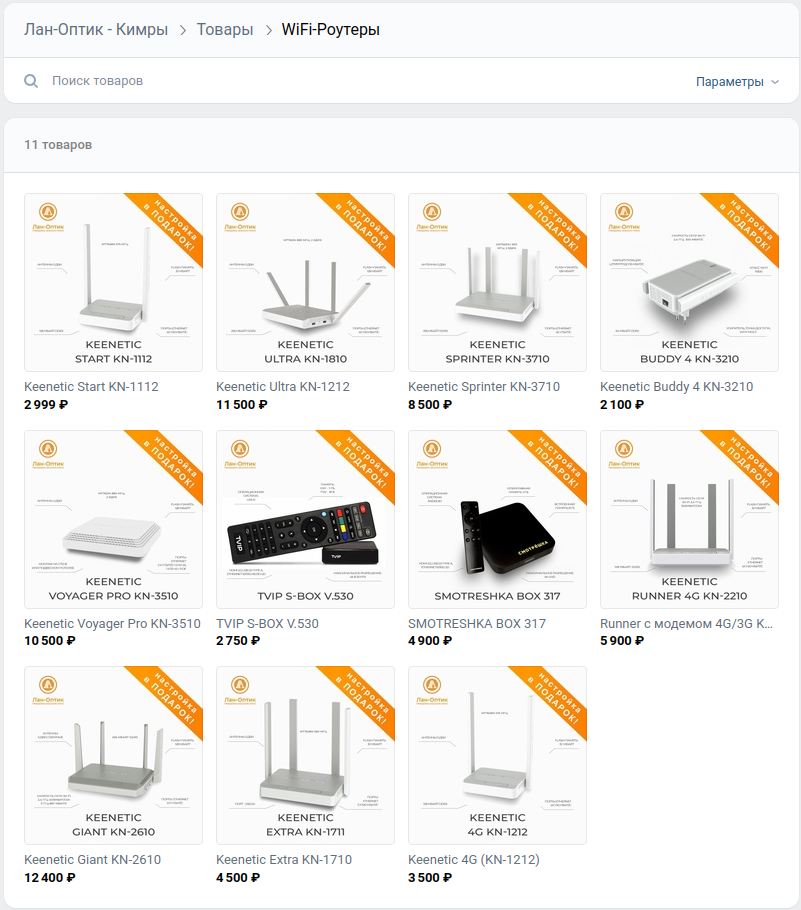 Лан-Оптик - Кимры > Товары > WiFi-Роутеры
Поиск товаров
Параметры
11 товаров
Лан-Оптик
настройка
в ПОДАРОК!
KEENETIC
START KN-1112
Keenetic Start KN-1112
2 999 ₽
Лан-Оптик
настройка
в ПОДАРОК!
KEENETIC
ULTRA KN-1810
Keenetic Ultra KN-1212
11 500 ₽
Лан-Оптик
настройка
в ПОДАРОК!
KEENETIC
SPRINTER KN-3710
Keenetic Sprinter KN-3710
8 500 ₽
Лан-Оптик
настройка
в ПОДАРОК!
KEENETIC
BUDDY 4 KN-3210
Keenetic Buddy 4 KN-3210
2 100 ₽
Лан-Оптик
настройка
в ПОДАРОК!
KEENETIC
VOYAGER PRO KN-3510
Keenetic Voyager Pro KN-3510
10 500 ₽
Лан-Оптик
настройка
в ПОДАРОК!
TVIP
TVIP
TVIP S-BOX V.530
TVIP S-BOX V.530
2 750 ₽
Лан-Оптик
настройка
в ПОДАРОК!
СМОТРЁШКА
SMOTRESHKA BOX 317
SMOTRESHKA BOX 317
4 900 ₽
Лан-Оптик
настройка
в ПОДАРОК!
KEENETIC
RUNNER 4G KN-2210
Runner с модемом 4G/3G K...
5 900 ₽
Лан-Оптик
настройка
в ПОДАРОК!
KEENETIC
GIANT KN-2610
Keenetic Giant KN-2610
12 400 ₽
Лан-Оптик
настройка
в ПОДАРОК!
KEENETIC
EXTRA KN-1711
Keenetic Extra KN-1710
4 500 ₽
Лан-Оптик
настройка
в ПОДАРОК!
KEENETIC
4G KN-1212
Keenetic 4G (KN-1212)
3 500 ₽